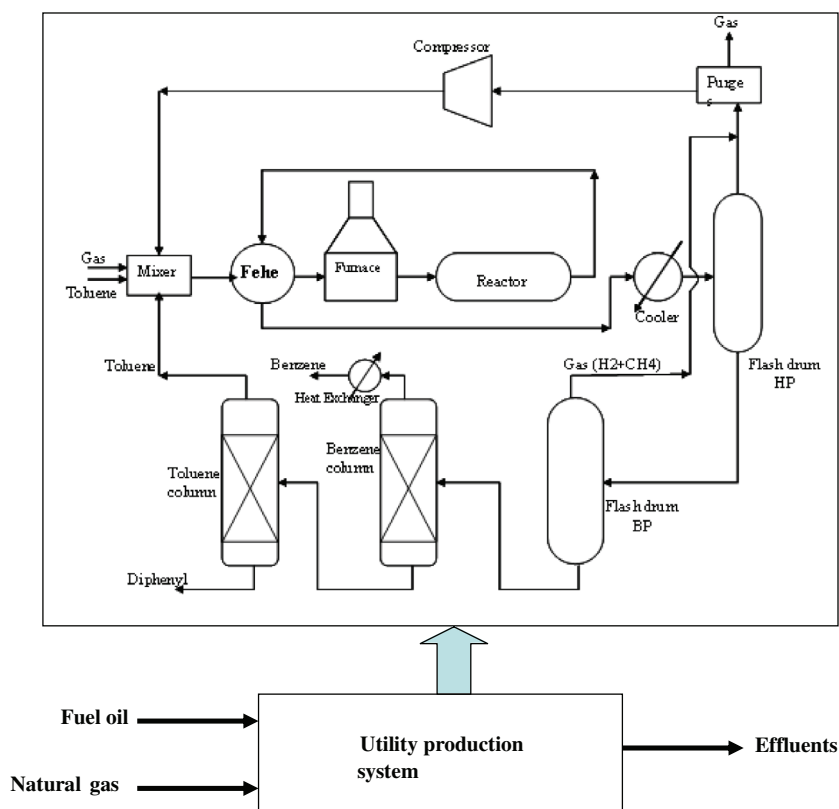 Gas
Compressor
Purge
s
Gas
Toluene
Mixer
Fehe
Furnace
Reactor
Cooler
Toluene
Benzene
Heat Exchanger
Gas (H2+CH4)
Flash drum
HP
Toluene
column
Benzene
column
Flash drum
BP
Diphenyl
Fuel oil
Natural gas
Utility production
system
Effluents